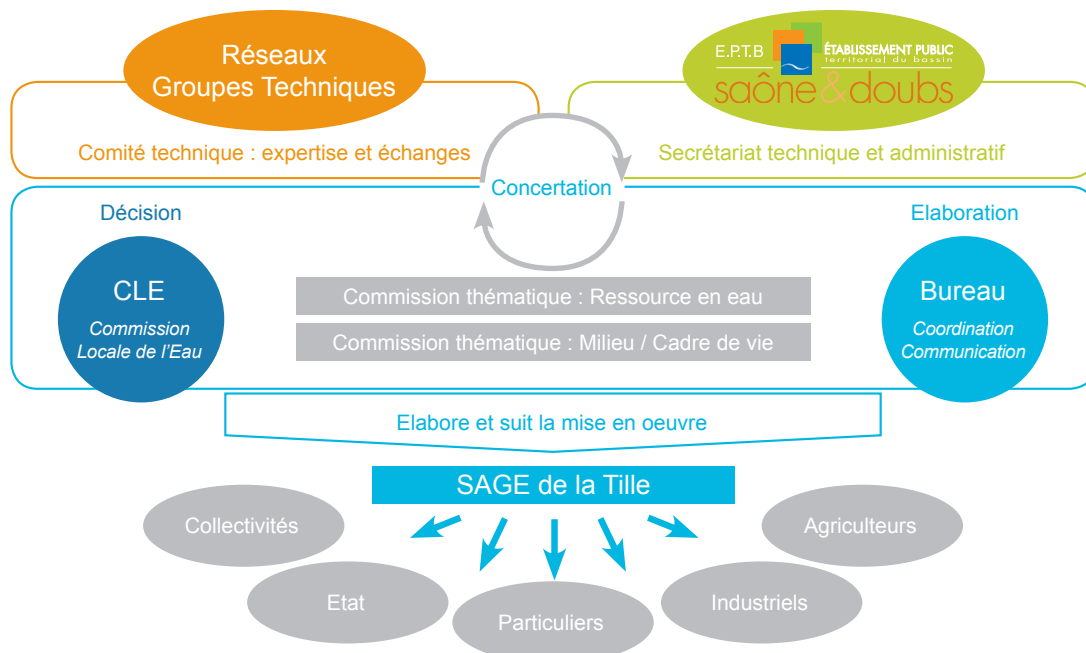 Réseaux
Groupes Techniques
E.P.T.B
ÉTABLISSEMENT PUBLIC
territorial du bassin
saône & doubs
Comité technique : expertise et échanges
Secrétariat technique et administratif
Concertation
Décision
Elaboration
CLE
Commission
Locale de l'Eau
Commission thématique : Ressource en eau
Commission thématique : Milieu / Cadre de vie
Bureau
Coordination
Communication
Elabore et suit la mise en oeuvre
SAGE de la Tille
Collectivités
Agriculteurs
Etat
Industriels
Particuliers